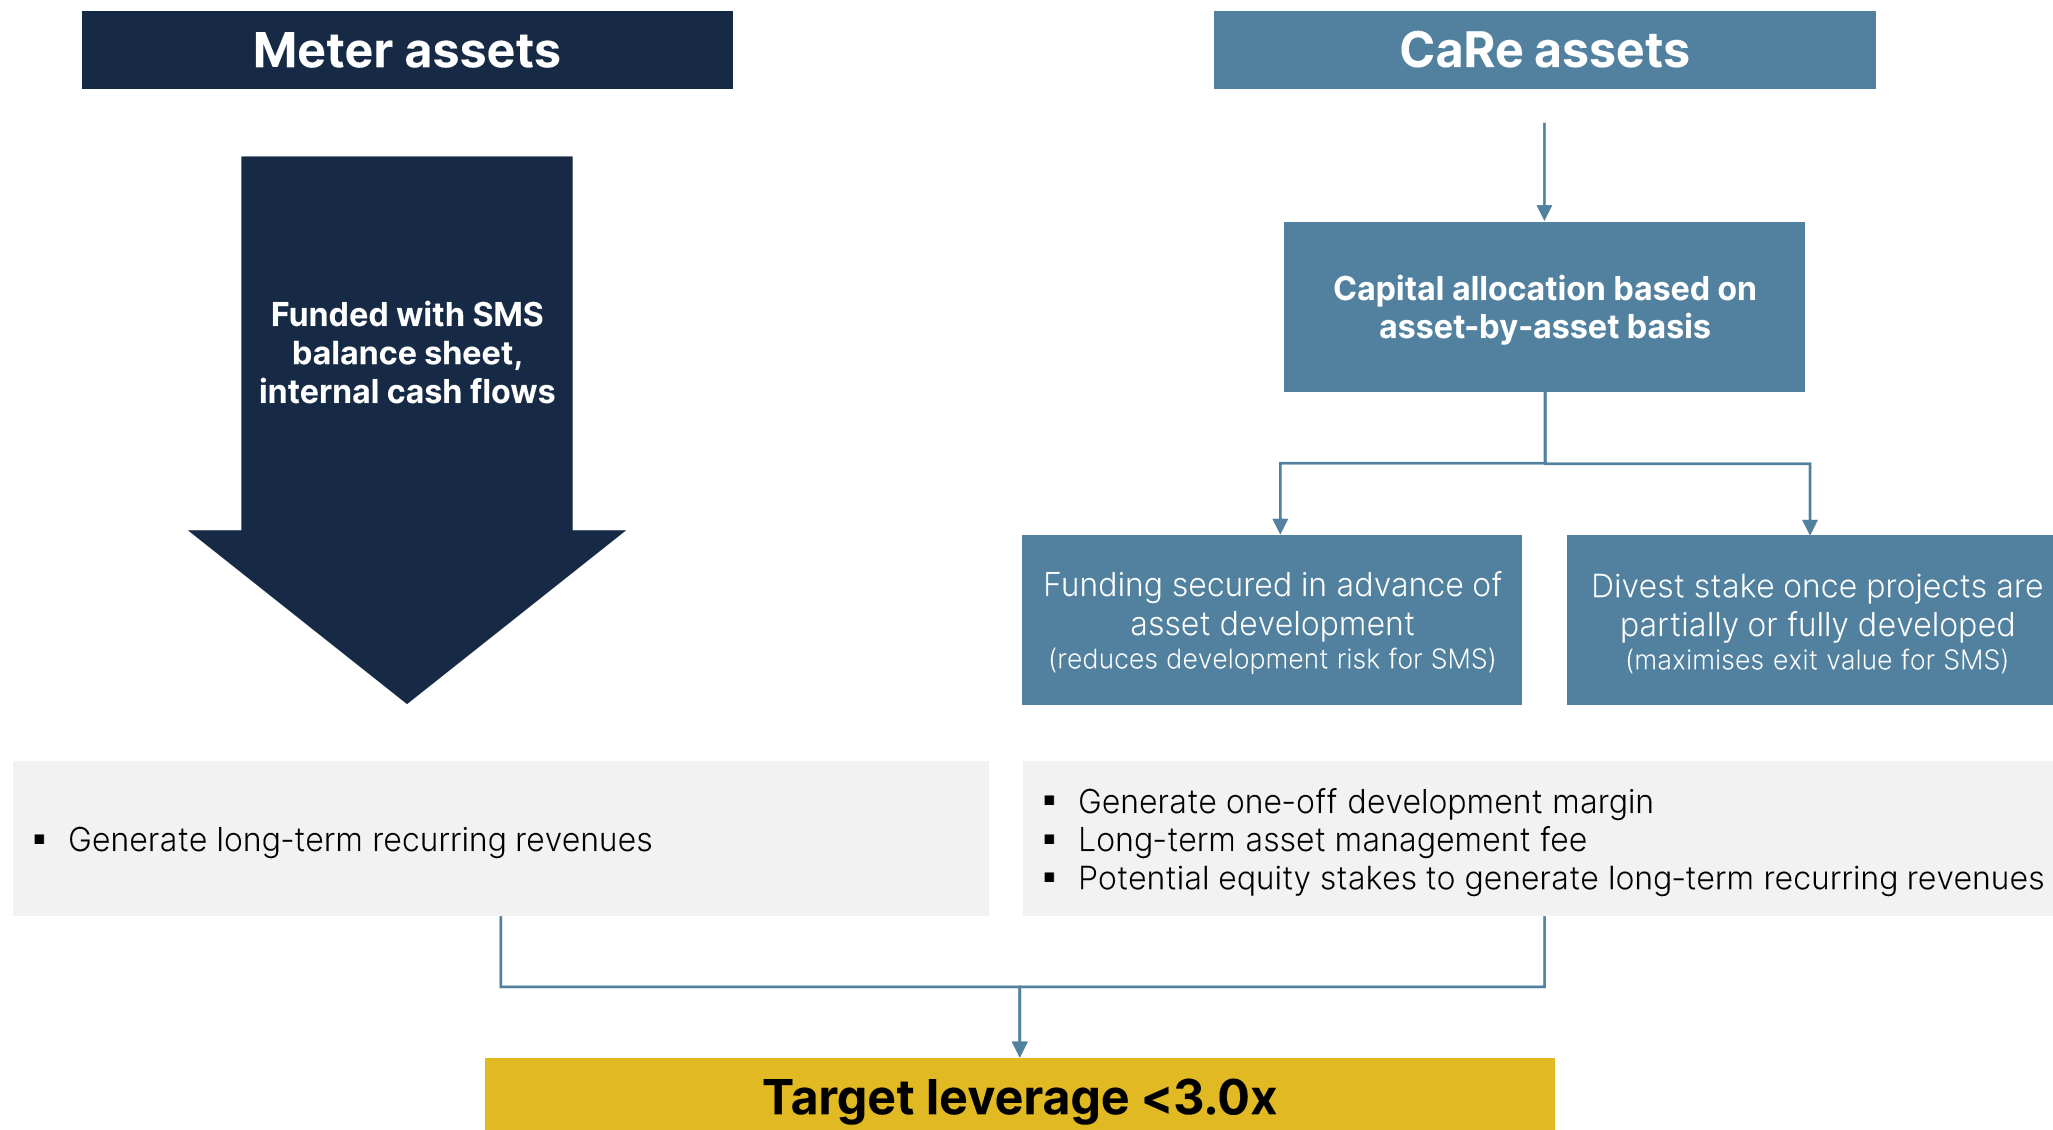 Meter assets
CaRe assets
Funded with SMS
balance sheet,
internal cash flows
Capital allocation based on
asset-by-asset basis
Funding secured in advance of
asset development
(reduces development risk for SMS)
Divest stake once projects are
partially or fully developed
(maximises exit value for SMS)
▪ Generate long-term recurring revenues
▪ Generate one-off development margin
▪ Long-term asset management fee
▪ Potential equity stakes to generate long-term recurring revenues
Target leverage <3.0x